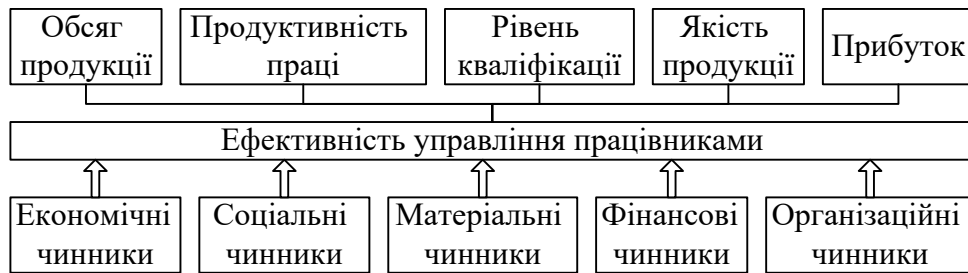 Обсяг
продукції
Продуктивність
праці
Рівень
кваліфікації
Якість
продукції
Прибуток
Ефективність управління працівниками
Економічні
чинники
Соціальні
чинники
Матеріальні
чинники
Фінансові
чинники
Організаційні
чинники